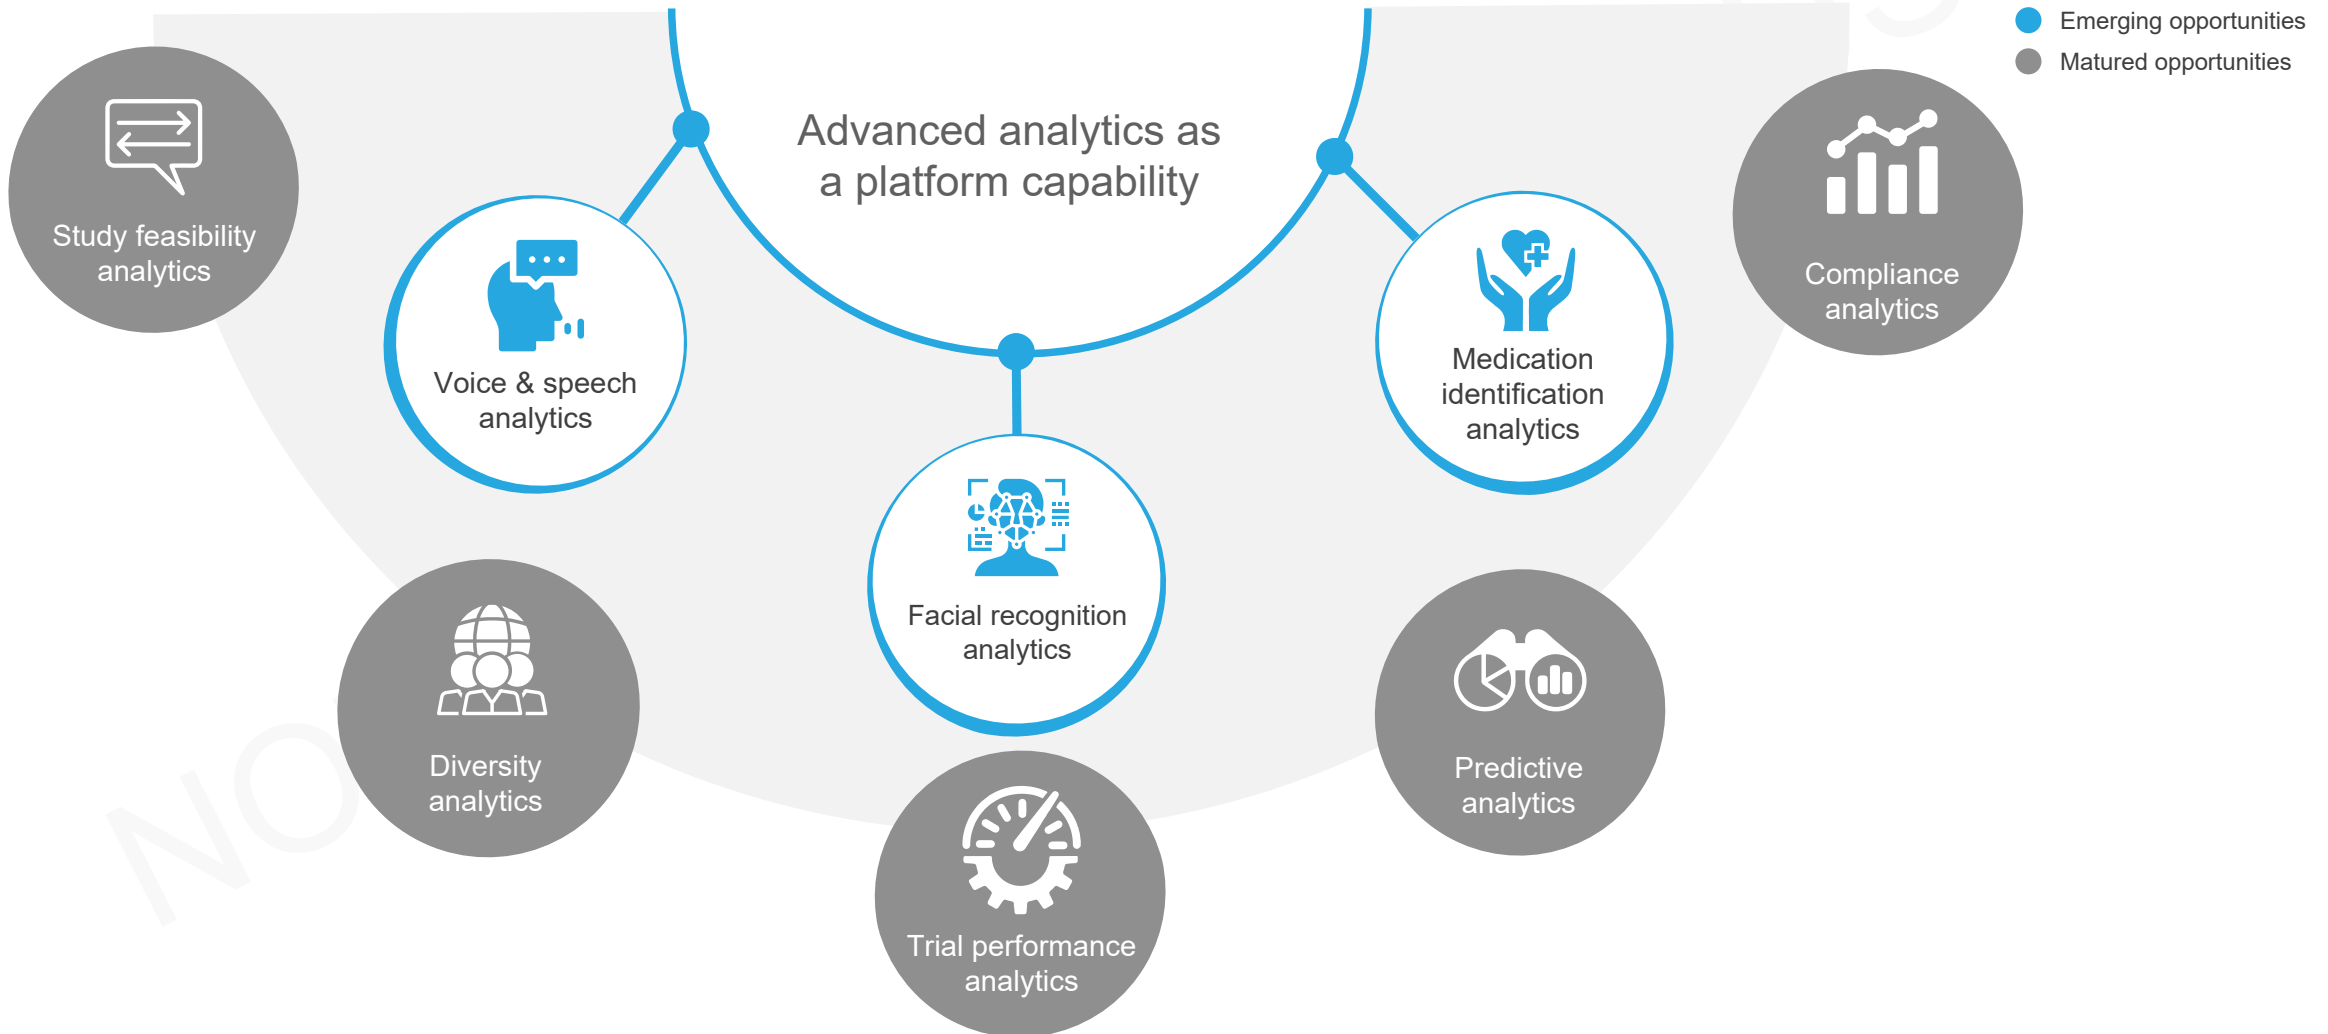 Emerging opportunities
Matured opportunities
Advanced analytics as
a platform capability
Study feasibility
analytics
Voice & speech
analytics
Facial recognition
analytics
Medication
identification
analytics
Compliance
analytics
Diversity
analytics
Trial performance
analytics
Predictive
analytics
NO